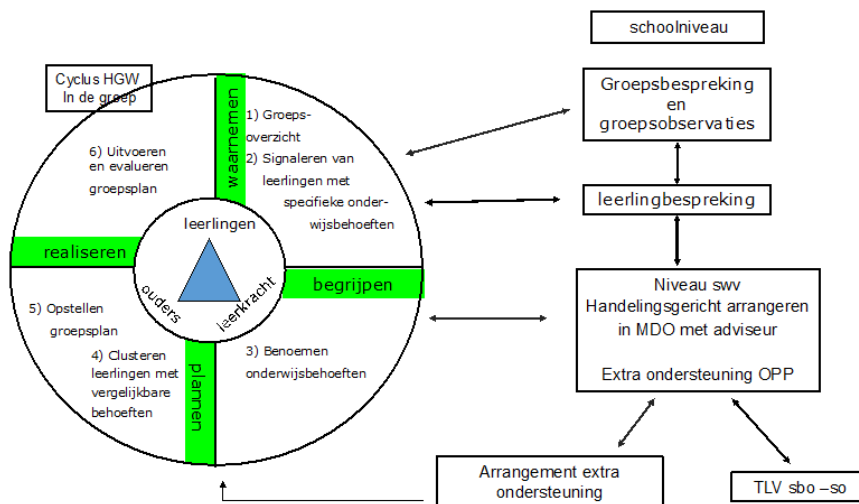 schoolniveau
Cyclus HGW
In de groep
waarnemen
1) Groeps-
overzicht
2) Signaleren van
leerlingen met
specifieke onder-
wijsbehoeften
6) Uitvoeren
en evalueren
groepsplan
leerlingen
ouders
leerkracht
realiseren
begrijpen
5) Opstellen
groepsplan
4) Clusteren
leerlingen met
vergelijkbare
behoeften
plannen
3) Benoemen
onderwijsbehoeften
Groepsbespreking
en
groepsobservaties
leerlingbespreking
Niveau swv
Handelingsgericht arrangeren
in MDO met adviseur
Extra ondersteuning OPP
Arrangement extra
ondersteuning
TLV sbo –so